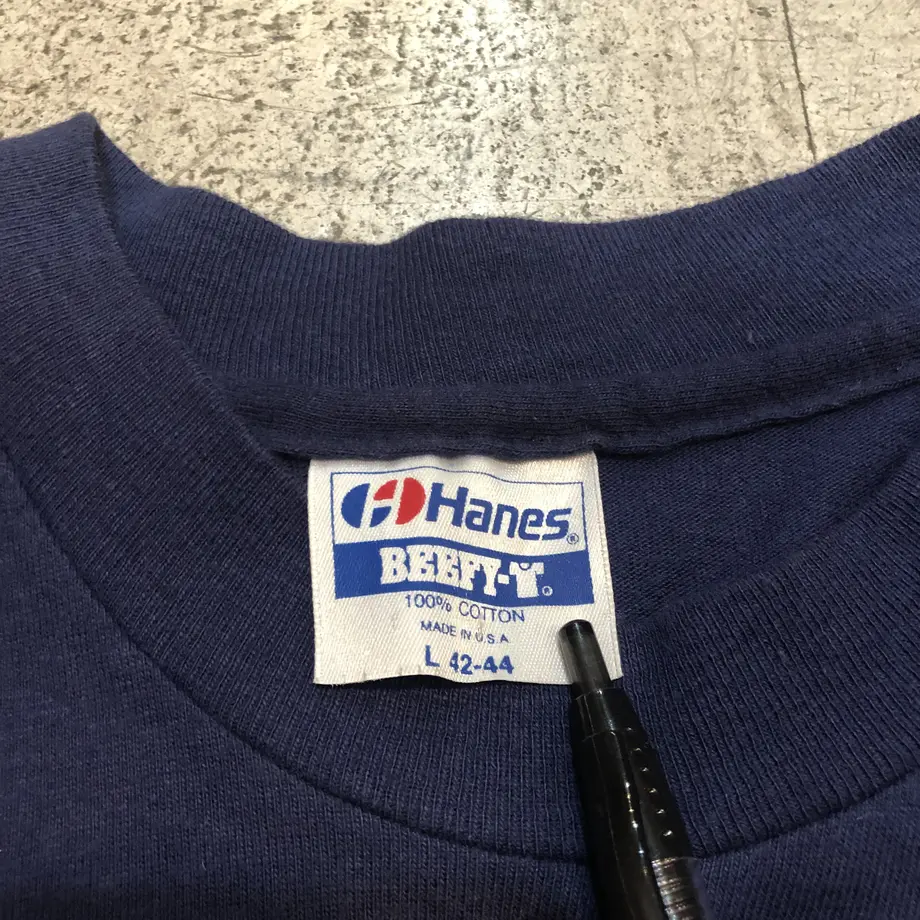 Hanes®
BEEFY-T®
100% COTTON
MADE IN U.S.A
L 42-44